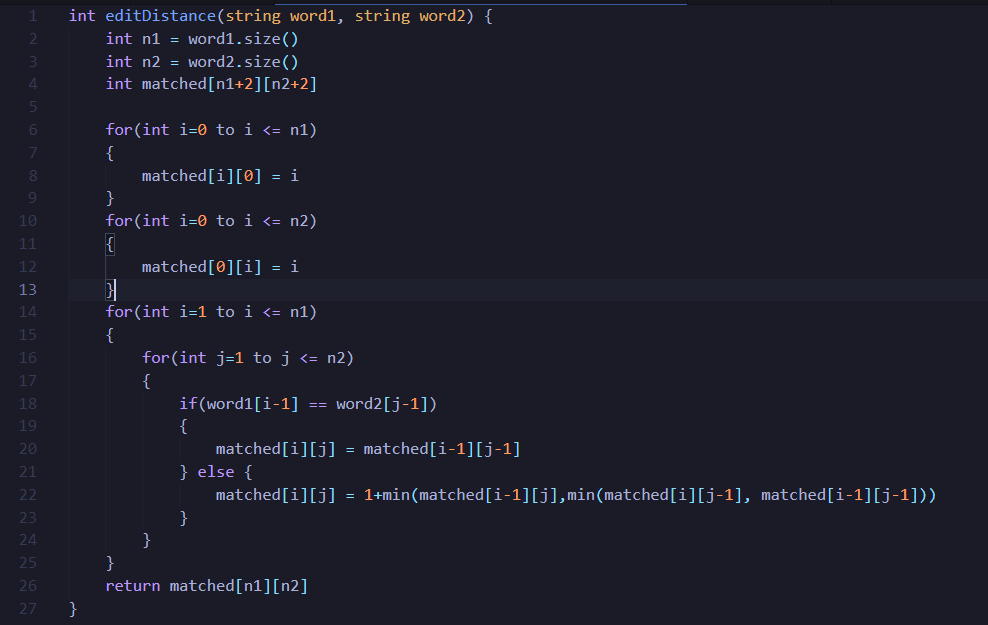 1 int editDistance(string word1, string word2) {
2     int n1 = word1.size()
3     int n2 = word2.size()
4     int matched[n1+2][n2+2]
5
6     for(int i=0 to i <= n1)
7     {
8         matched[i][0] = i
9     }
10     for(int i=0 to i <= n2)
11     {
12         matched[0][i] = i
13     }
14     for(int i=1 to i <= n1)
15     {
16         for(int j=1 to j <= n2)
17         {
18             if(word1[i-1] == word2[j-1])
19             {
20                 matched[i][j] = matched[i-1][j-1]
21             } else {
22                 matched[i][j] = 1+min(matched[i-1][j],min(matched[i][j-1], matched[i-1][j-1]))
23             }
24         }
25     }
26     return matched[n1][n2]
27 }